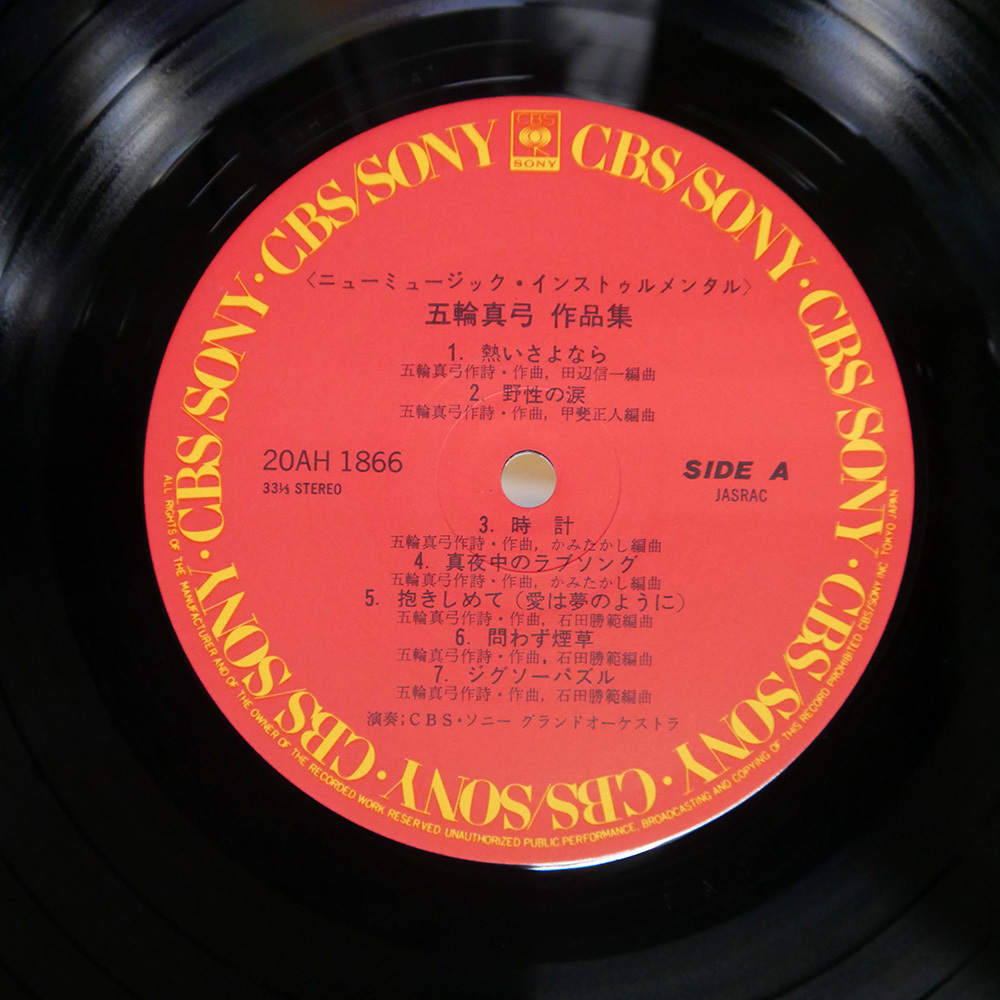 CBS
SONY
CBS/SONY · CBS/SONY · CBS/SONY · CBS/SONY · CBS/SONY · CBS/SONY · CBS/SONY · CBS/SONY · CBS/SONY · CBS/SONY
〈ニューミュージック・インストゥルメンタル〉
五輪真弓 作品集
1. 熱いさよなら
五輪真弓作詩・作曲, 田辺信一編曲
2. 野性の涙
五輪真弓作詩・作曲, 甲斐正人編曲
20AH 1866
33⅓ STEREO
SIDE A
JASRAC
3. 時 計
五輪真弓作詩・作曲, かみたかし編曲
4. 真夜中のラブソング
五輪真弓作詩・作曲, かみたかし編曲
5. 抱きしめて(愛は夢のように)
五輪真弓作詩・作曲, 石田勝範編曲
6. 問わず煙草
五輪真弓作詩・作曲, 石田勝範編曲
7. ジグソーパズル
五輪真弓作詩・作曲, 石田勝範編曲
演奏;CBS・ソニー グランドオーケストラ
ALL RIGHTS OF THE MANUFACTURER AND OF THE OWNER OF THE RECORDED WORK RESERVED. UNAUTHORIZED PUBLIC PERFORMANCE, BROADCASTING AND COPYING OF THIS RECORD PROHIBITED CBS/SONY INC. TOKYO JAPAN